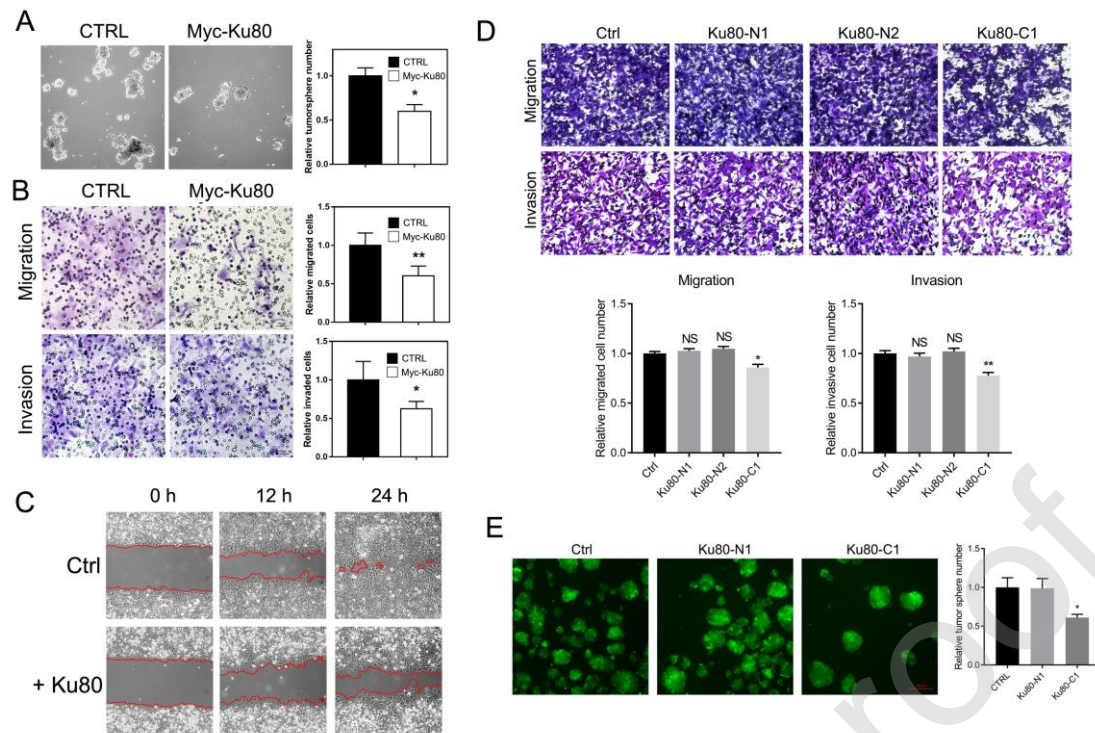 A
CTRL
Myc-Ku80
Relative tumorsphere number
1.5
1.0
0.5
0.0
CTRL
Myc-Ku80
*
B
CTRL
Myc-Ku80
Migration
Invasion
Relative migrated cells
1.5
1.0
0.5
0.0
CTRL
Myc-Ku80
**
Relative invaded cells
1.5
1.0
0.5
0.0
CTRL
Myc-Ku80
*
C
0 h
12 h
24 h
Ctrl
+ Ku80
D
Ctrl
Ku80-N1
Ku80-N2
Ku80-C1
Migration
Invasion
Migration
Relative migrated cell number
1.5
1.0
0.5
0.0
NS
NS
*
Ctrl
Ku80-N1
Ku80-N2
Ku80-C1
Invasion
Relative invasive cell number
1.5
1.0
0.5
0.0
NS
NS
**
Ctrl
Ku80-N1
Ku80-N2
Ku80-C1
E
Ctrl
Ku80-N1
Ku80-C1
Relative tumor sphere number
1.5
1.0
0.5
0.0
*
CTRL
Ku80-N1
Ku80-C1
roof